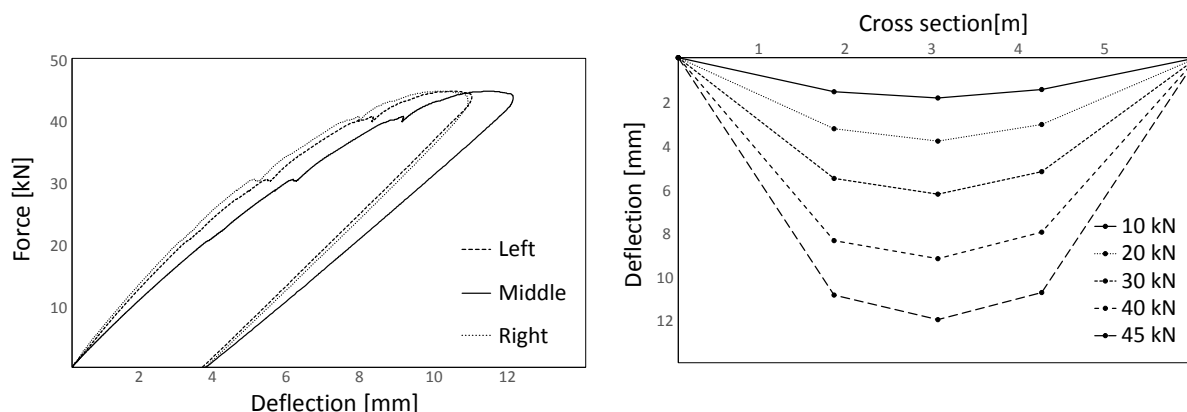 50
40
30
20
10
Force [kN]
Left
Middle
Right
2
4
6
8
10
12
Deflection [mm]
Cross section[m]
1
2
3
4
5
2
4
6
8
10
12
Deflection [mm]
10 kN
20 kN
30 kN
40 kN
45 kN